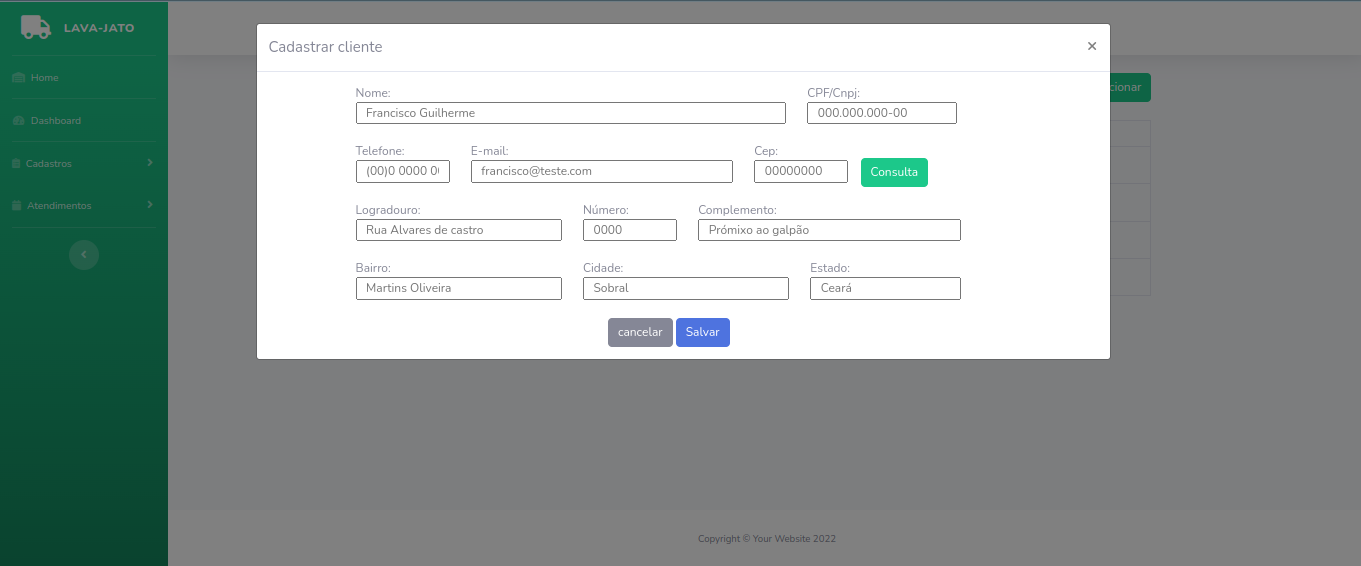 LAVA-JATO
Home
Dashboard
Cadastros
Atendimentos
Cadastrar cliente ×
Nome: CPF/Cnpj:
Francisco Guilherme 000.000.000-00
Telefone: E-mail: Cep:
(00)0 0000 0 francisco@teste.com 00000000 Consulta
Logradouro: Número: Complemento:
Rua Alvares de castro 0000 Prómixo ao galpão
Bairro: Cidade: Estado:
Martins Oliveira Sobral Ceará
cancelar Salvar
cionar
Copyright © Your Website 2022